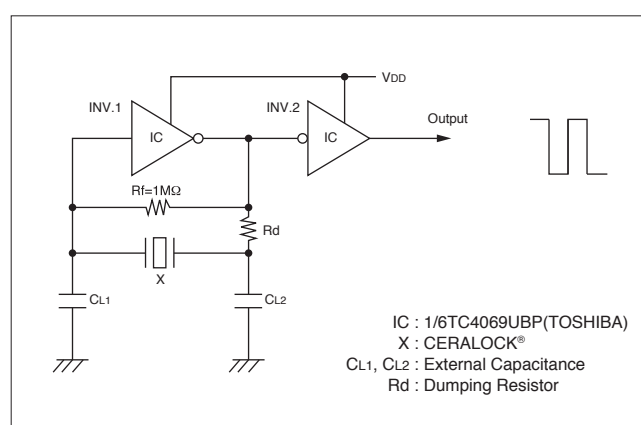 VDD
INV.1
INV.2
Output
IC
IC
Rf=1MΩ
Rd
X
CL1
CL2
IC : 1/6TC4069UBP(TOSHIBA)
X : CERALOCK®
CL1, CL2 : External Capacitance
Rd : Dumping Resistor